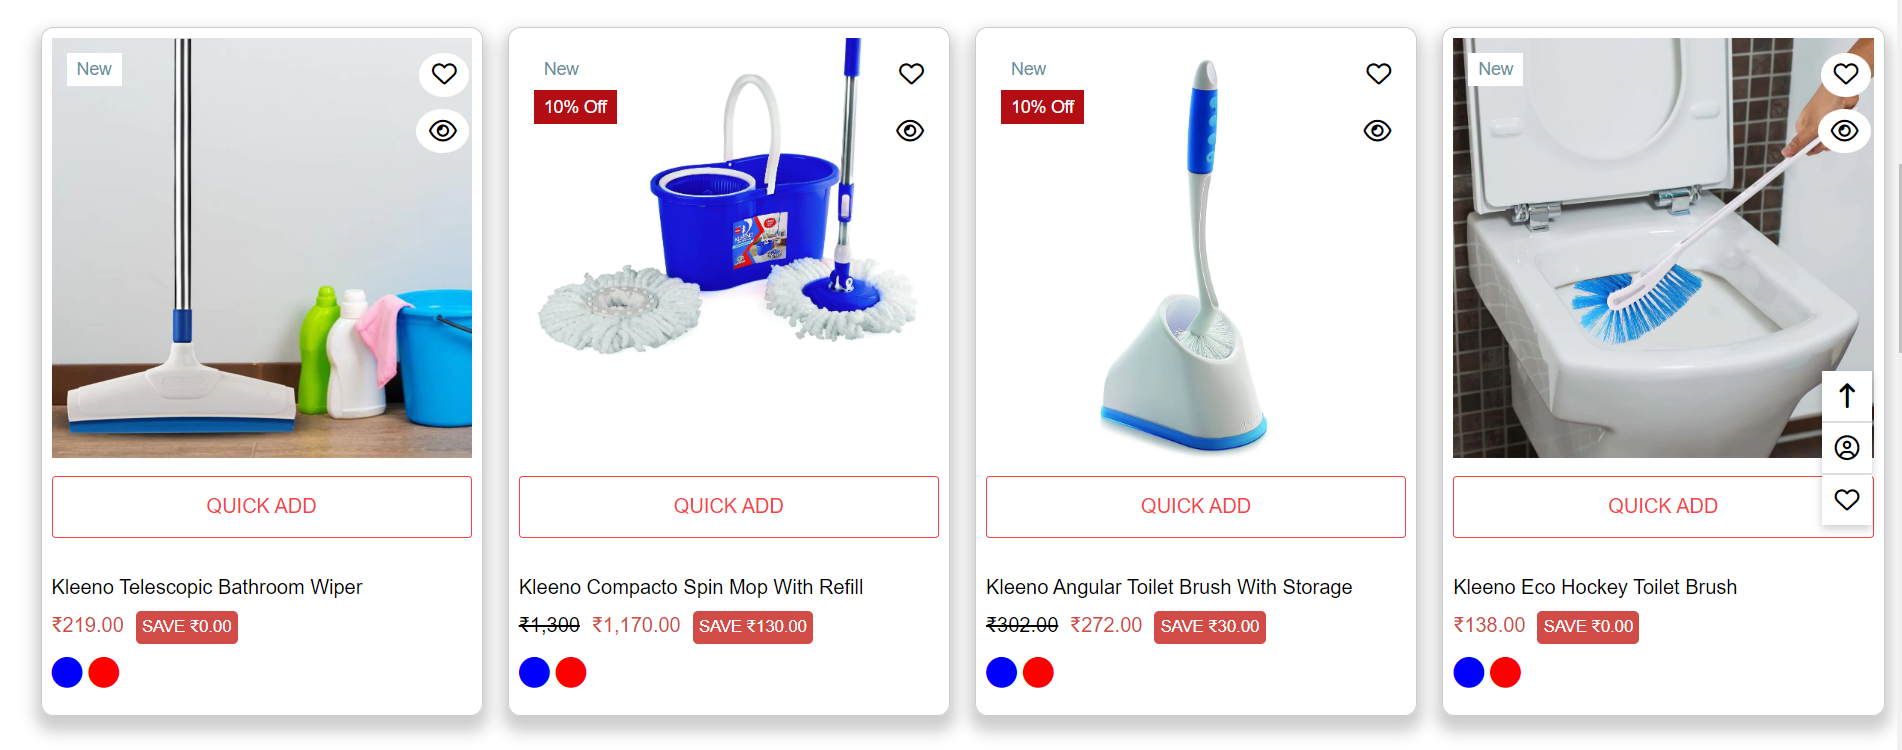 New
QUICK ADD
Kleeno Telescopic Bathroom Wiper
₹219.00 SAVE ₹0.00
New
10% Off
KLEENO
QUICK ADD
Kleeno Compacto Spin Mop With Refill
₹1,300 ₹1,170.00 SAVE ₹130.00
New
10% Off
QUICK ADD
Kleeno Angular Toilet Brush With Storage
₹302.00 ₹272.00 SAVE ₹30.00
New
QUICK ADD
Kleeno Eco Hockey Toilet Brush
₹138.00 SAVE ₹0.00